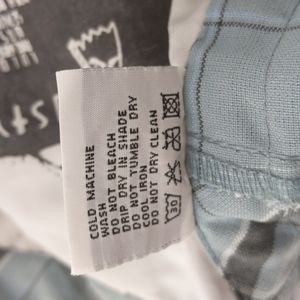 COLD MACHINE
WASH
DO NOT BLEACH
DRIP DRY IN SHADE
DO NOT TUMBLE DRY
COOL IRON
DO NOT DRY CLEAN